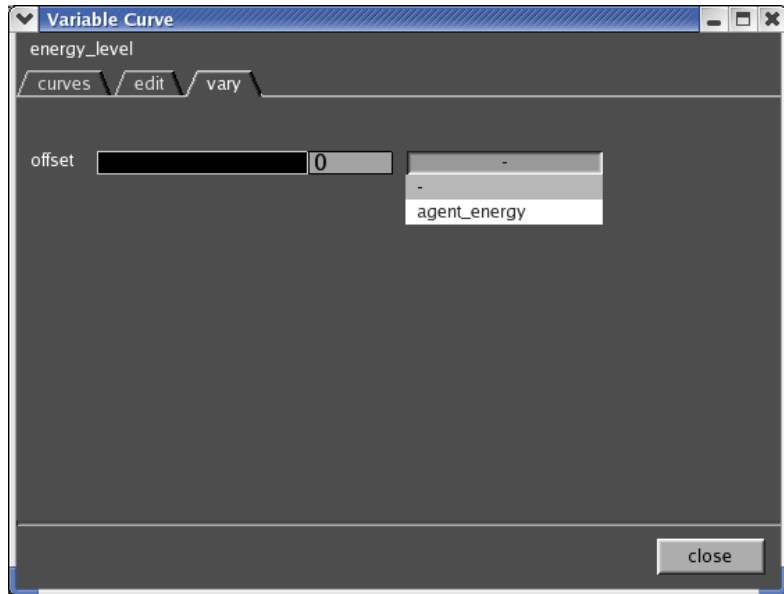 Variable Curve
energy_level
curves edit vary
offset 0 -
-
agent_energy
close